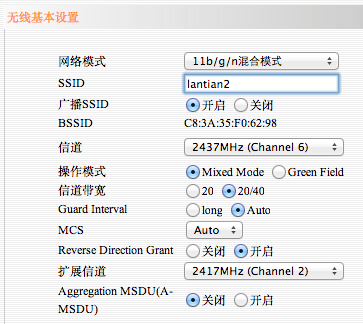 无线基本设置
网络模式 11b/g/n混合模式
SSID lantian2
广播SSID 开启 关闭
BSSID C8:3A:35:F0:62:98
信道 2437MHz (Channel 6)
操作模式 Mixed Mode Green Field
信道带宽 20 20/40
Guard Interval long Auto
MCS Auto
Reverse Direction Grant 关闭 开启
扩展信道 2417MHz (Channel 2)
Aggregation MSDU(A-
MSDU) 关闭 开启